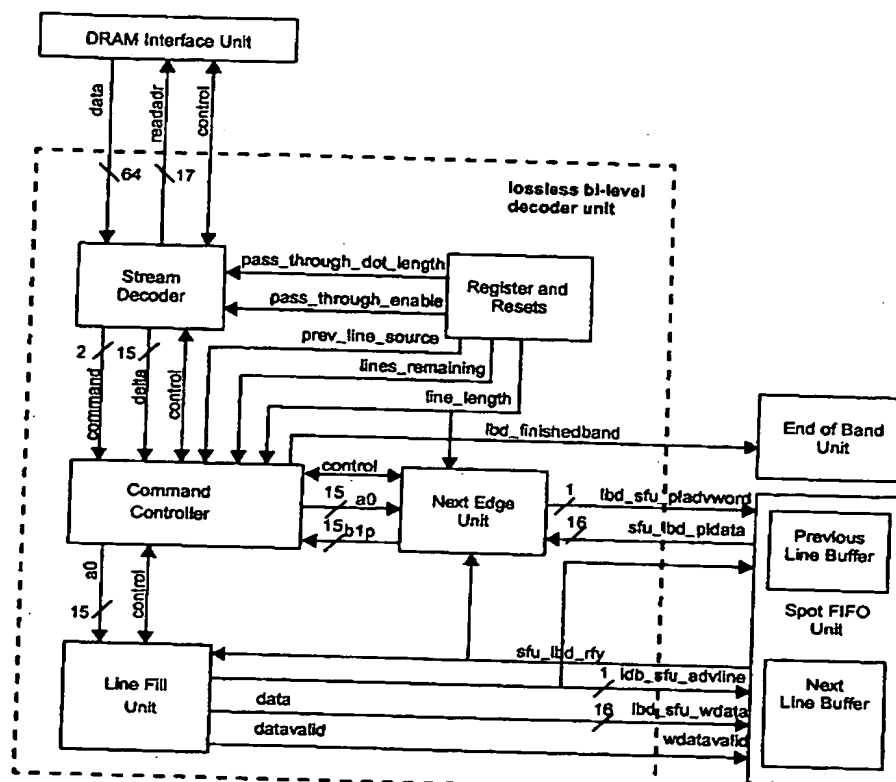 DRAM Interface Unit
data
readadr
control
64
17
lossless bi-level
decoder unit
Stream
Decoder
pass_through_dot_length
pass_through_enable
Register and
Resets
prev_line_source
lines_remaining
line_length
2
15
command
delta
control
lbd_finishedband
End of Band
Unit
Command
Controller
control
15
a0
15
b1p
Next Edge
Unit
1
lbd_sfu_pladvword
16
sfu_lbd_pldata
Previous
Line Buffer
Spot FIFO
Unit
a0
15
control
Line Fill
Unit
sfu_lbd_rfy
1
ldb_sfu_advline
data
16
lbd_sfu_wdata
datavalid
wdatavalid
Next
Line Buffer